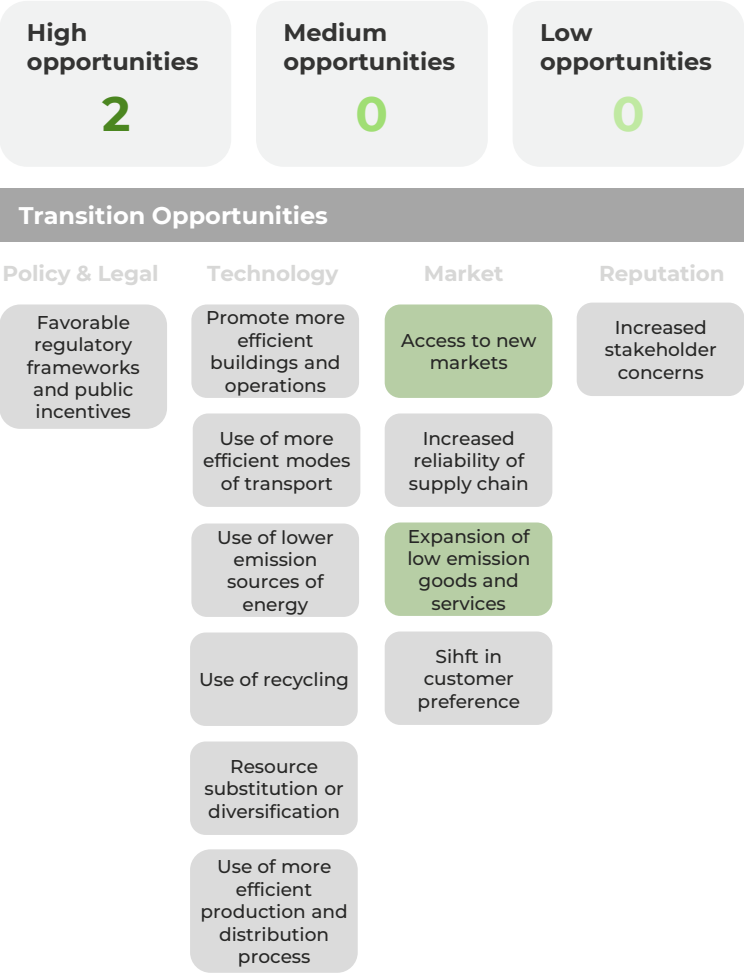 High
opportunities
2
Medium
opportunities
0
Low
opportunities
0
Transition Opportunities
Policy & Legal
Favorable
regulatory
frameworks
and public
incentives
Technology
Promote more
efficient
buildings and
operations
Use of more
efficient modes
of transport
Use of lower
emission
sources of
energy
Use of recycling
Resource
substitution or
diversification
Use of more
efficient
production and
distribution
process
Market
Access to new
markets
Increased
reliability of
supply chain
Expansion of
low emission
goods and
services
Sihft in
customer
preference
Reputation
Increased
stakeholder
concerns